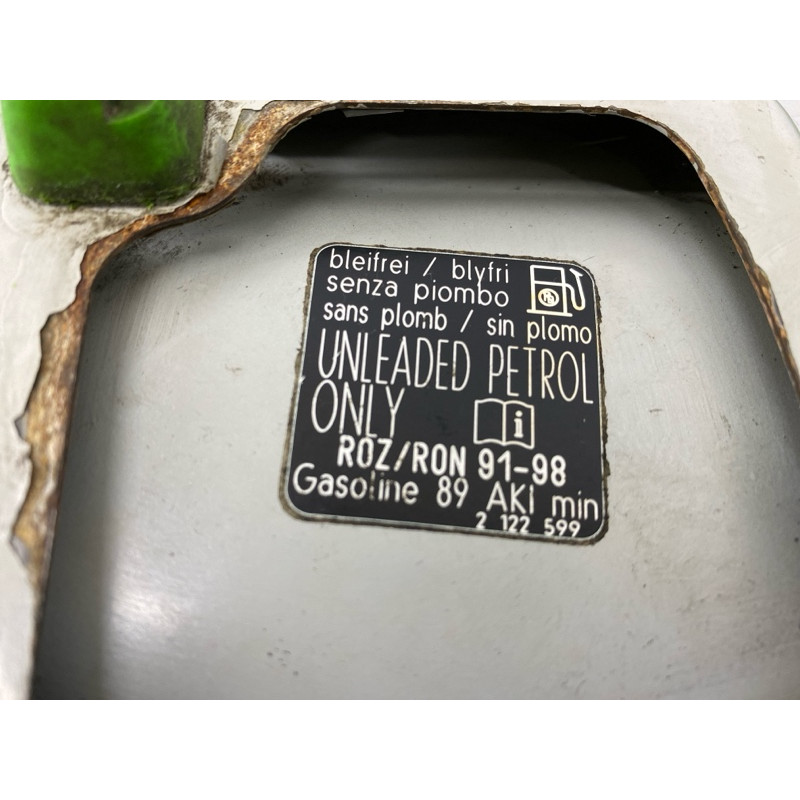 bleifrei / blyfri
senza piombo
sans plomb / sin plomo
UNLEADED PETROL
ONLY
ROZ/RON 91-98
Gasoline 89 AKI min
2 122 599